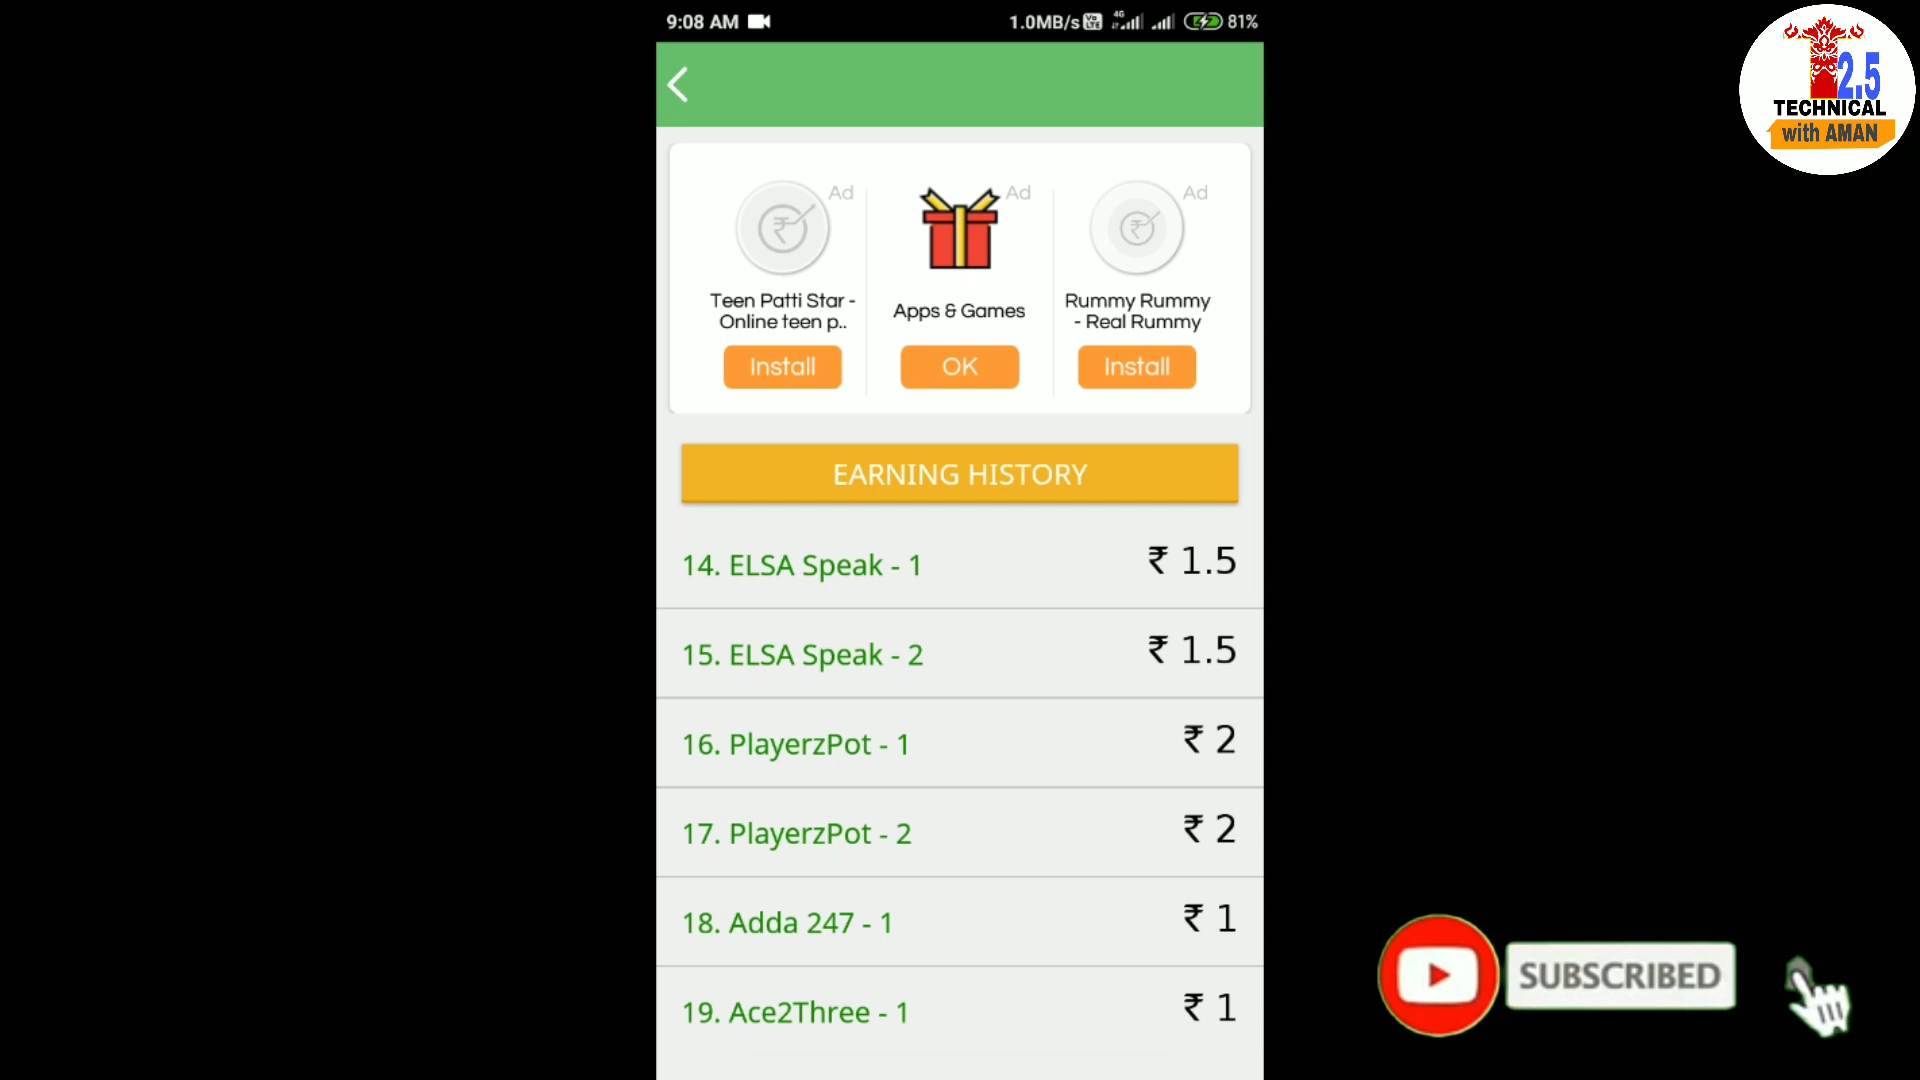 9:08 AM
1.0MB/s Vo LTE 4G 81%
2.5
TECHNICAL
with AMAN
Ad
Ad
Ad
Teen Patti Star -
Online teen p..
Apps & Games
Rummy Rummy
- Real Rummy
Install
OK
Install
EARNING HISTORY
14. ELSA Speak - 1
₹ 1.5
15. ELSA Speak - 2
₹ 1.5
16. PlayerzPot - 1
₹ 2
17. PlayerzPot - 2
₹ 2
18. Adda 247 - 1
₹ 1
19. Ace2Three - 1
₹ 1
SUBSCRIBED